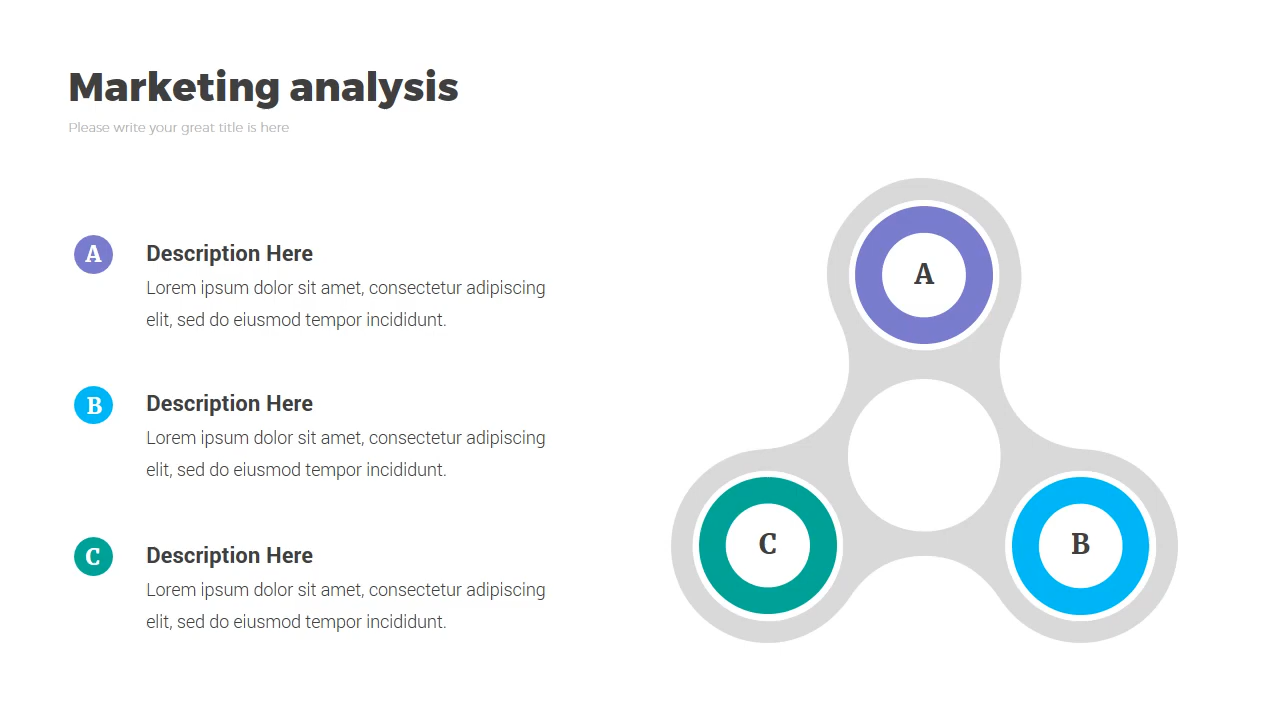 Marketing analysis
Please write your great title is here
A
Description Here
Lorem ipsum dolor sit amet, consectetur adipiscing
elit, sed do eiusmod tempor incididunt.
B
Description Here
Lorem ipsum dolor sit amet, consectetur adipiscing
elit, sed do eiusmod tempor incididunt.
C
Description Here
Lorem ipsum dolor sit amet, consectetur adipiscing
elit, sed do eiusmod tempor incididunt.
A
C
B